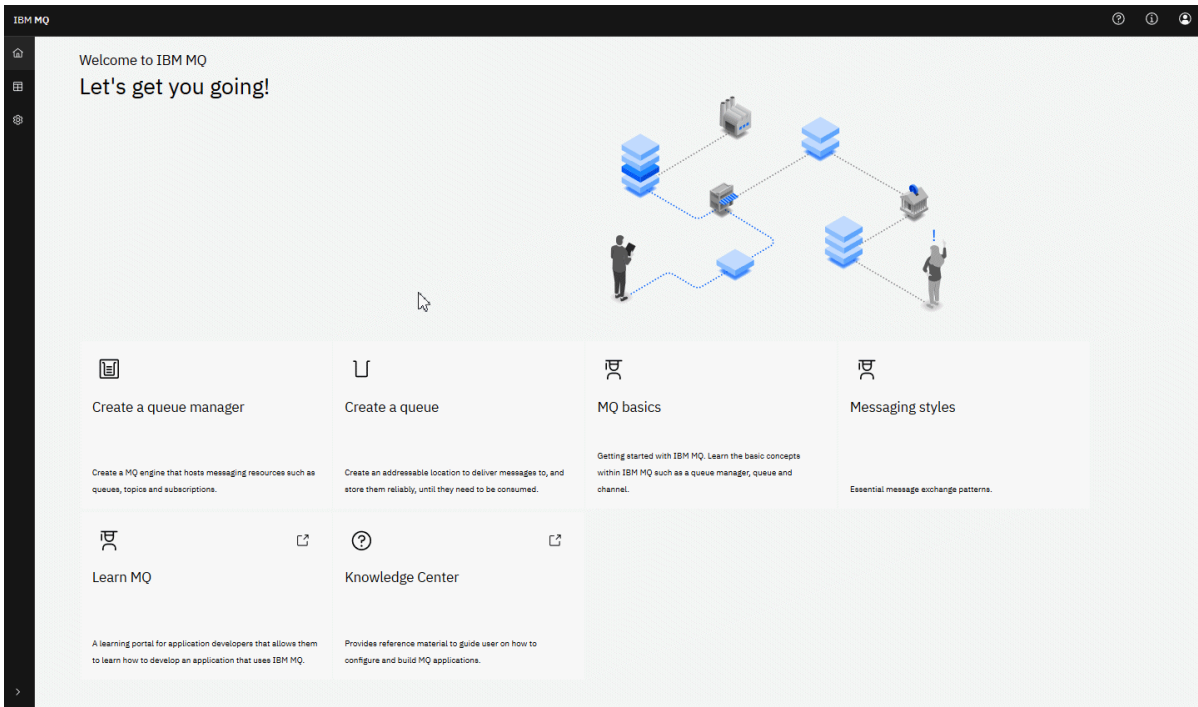 IBM MQ
Welcome to IBM MQ
Let's get you going!
!
Create a queue manager
Create a MQ engine that hosts messaging resources such as
queues, topics and subscriptions.
Create a queue
Create an addressable location to deliver messages to, and
store them reliably, until they need to be consumed.
MQ basics
Getting started with IBM MQ. Learn the basic concepts
within IBM MQ such as a queue manager, queue and
channel.
Messaging styles
Essential message exchange patterns.
Learn MQ
A learning portal for application developers that allows them
to learn how to develop an application that uses IBM MQ.
Knowledge Center
Provides reference material to guide user on how to
configure and build MQ applications.